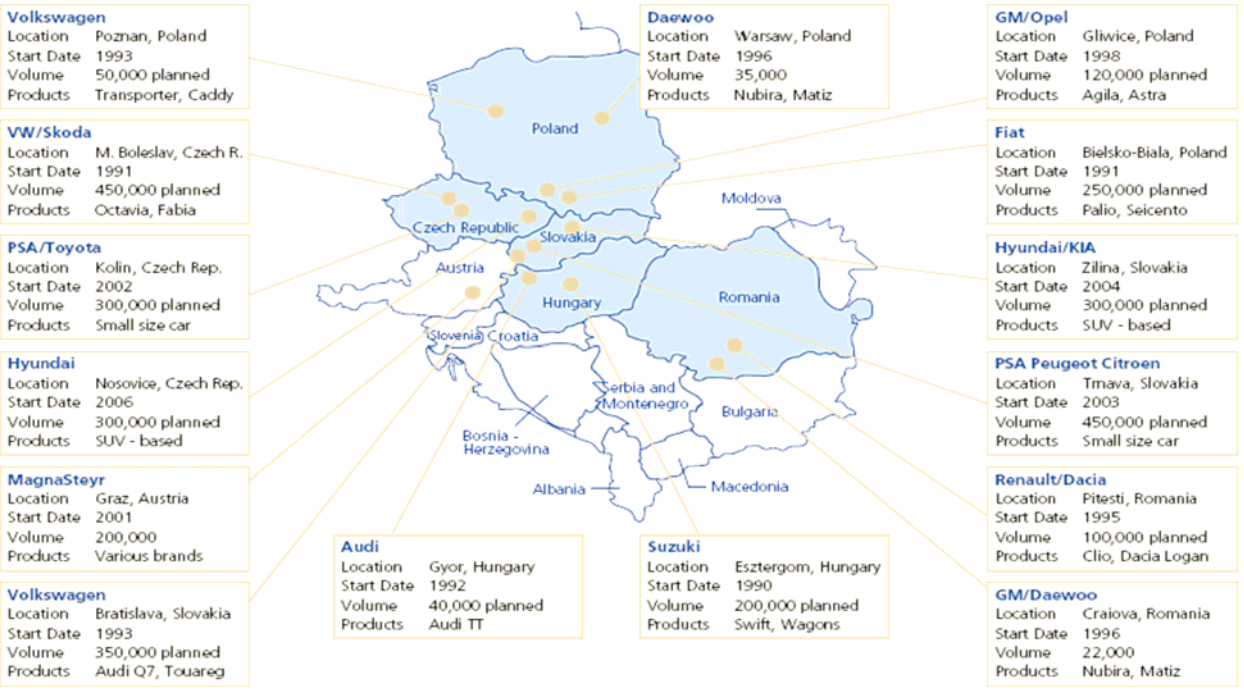 Volkswagen
Location Poznan, Poland
Start Date 1993
Volume 50,000 planned
Products Transporter, Caddy
VW/Skoda
Location M. Boleslav, Czech R.
Start Date 1991
Volume 450,000 planned
Products Octavia, Fabia
PSA/Toyota
Location Kolin, Czech Rep.
Start Date 2002
Volume 300,000 planned
Products Small size car
Hyundai
Location Nosovice, Czech Rep.
Start Date 2006
Volume 300,000 planned
Products SUV - based
MagnaSteyr
Location Graz, Austria
Start Date 2001
Volume 200,000
Products Various brands
Volkswagen
Location Bratislava, Slovakia
Start Date 1993
Volume 350,000 planned
Products Audi Q7, Touareg
Audi
Location Gyor, Hungary
Start Date 1992
Volume 40,000 planned
Products Audi TT
Suzuki
Location Esztergom, Hungary
Start Date 1990
Volume 200,000 planned
Products Swift, Wagons
Daewoo
Location Warsaw, Poland
Start Date 1996
Volume 35,000
Products Nubira, Matiz
GM/Opel
Location Gliwice, Poland
Start Date 1998
Volume 120,000 planned
Products Agila, Astra
Fiat
Location Bielsko-Biala, Poland
Start Date 1991
Volume 250,000 planned
Products Palio, Seicento
Hyundai/KIA
Location Zilina, Slovakia
Start Date 2004
Volume 300,000 planned
Products SUV - based
PSA Peugeot Citroen
Location Trnava, Slovakia
Start Date 2003
Volume 450,000 planned
Products Small size car
Renault/Dacia
Location Pitesti, Romania
Start Date 1995
Volume 100,000 planned
Products Clio, Dacia Logan
GM/Daewoo
Location Craiova, Romania
Start Date 1996
Volume 22,000
Products Nubira, Matiz
Poland
Moldova
Czech Republic
Slovakia
Austria
Hungary
Romania
(Slovenia) Croatia
Serbia and
Montenegro
Bulgaria
Bosnia -
Herzegovina
Albania
Macedonia